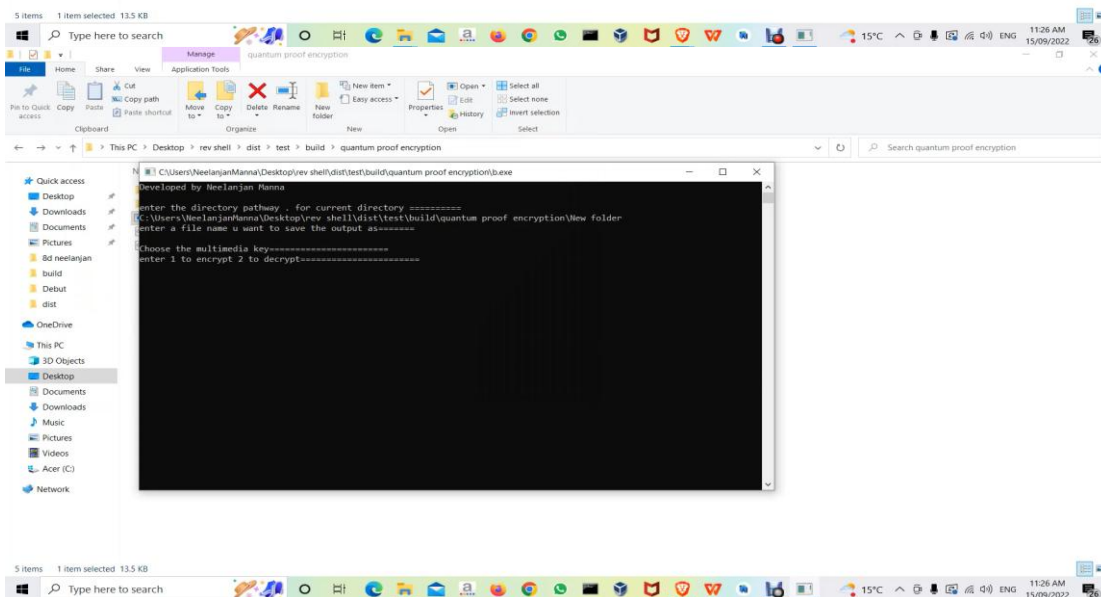 5 items 1 item selected 13.5 KB
Type here to search 15°C ENG 11:26 AM
15/09/2022
Manage quantum proof encryption
File Home Share View Application Tools
Pin to Quick access Copy Paste Cut
Copy path
Paste shortcut
Move to Copy to Delete Rename New folder
New item
Easy access
Properties Open
Edit
History
Select all
Select none
Invert selection
Clipboard Organize New Open Select
This PC > Desktop > rev shell > dist > test > build > quantum proof encryption Search quantum proof encryption
Quick access
Desktop
Downloads
Documents
Pictures
8d neelanjan
build
Debut
dist
OneDrive
This PC
3D Objects
Desktop
Documents
Downloads
Music
Pictures
Videos
Acer (C:)
Network
C:\Users\NeelanjanManna\Desktop\rev shell\dist\test\build\quantum proof encryption\b.exe
Developed by Neelanjan Manna
enter the directory pathway . for current directory ==========
C:\Users\NeelanjanManna\Desktop\rev shell\dist\test\build\quantum proof encryption\New folder
enter a file name u want to save the output as=======
Choose the multimedia key=======================
enter 1 to encrypt 2 to decrypt=======================
5 items 1 item selected 13.5 KB
Type here to search 15°C ENG 11:26 AM
15/09/2022